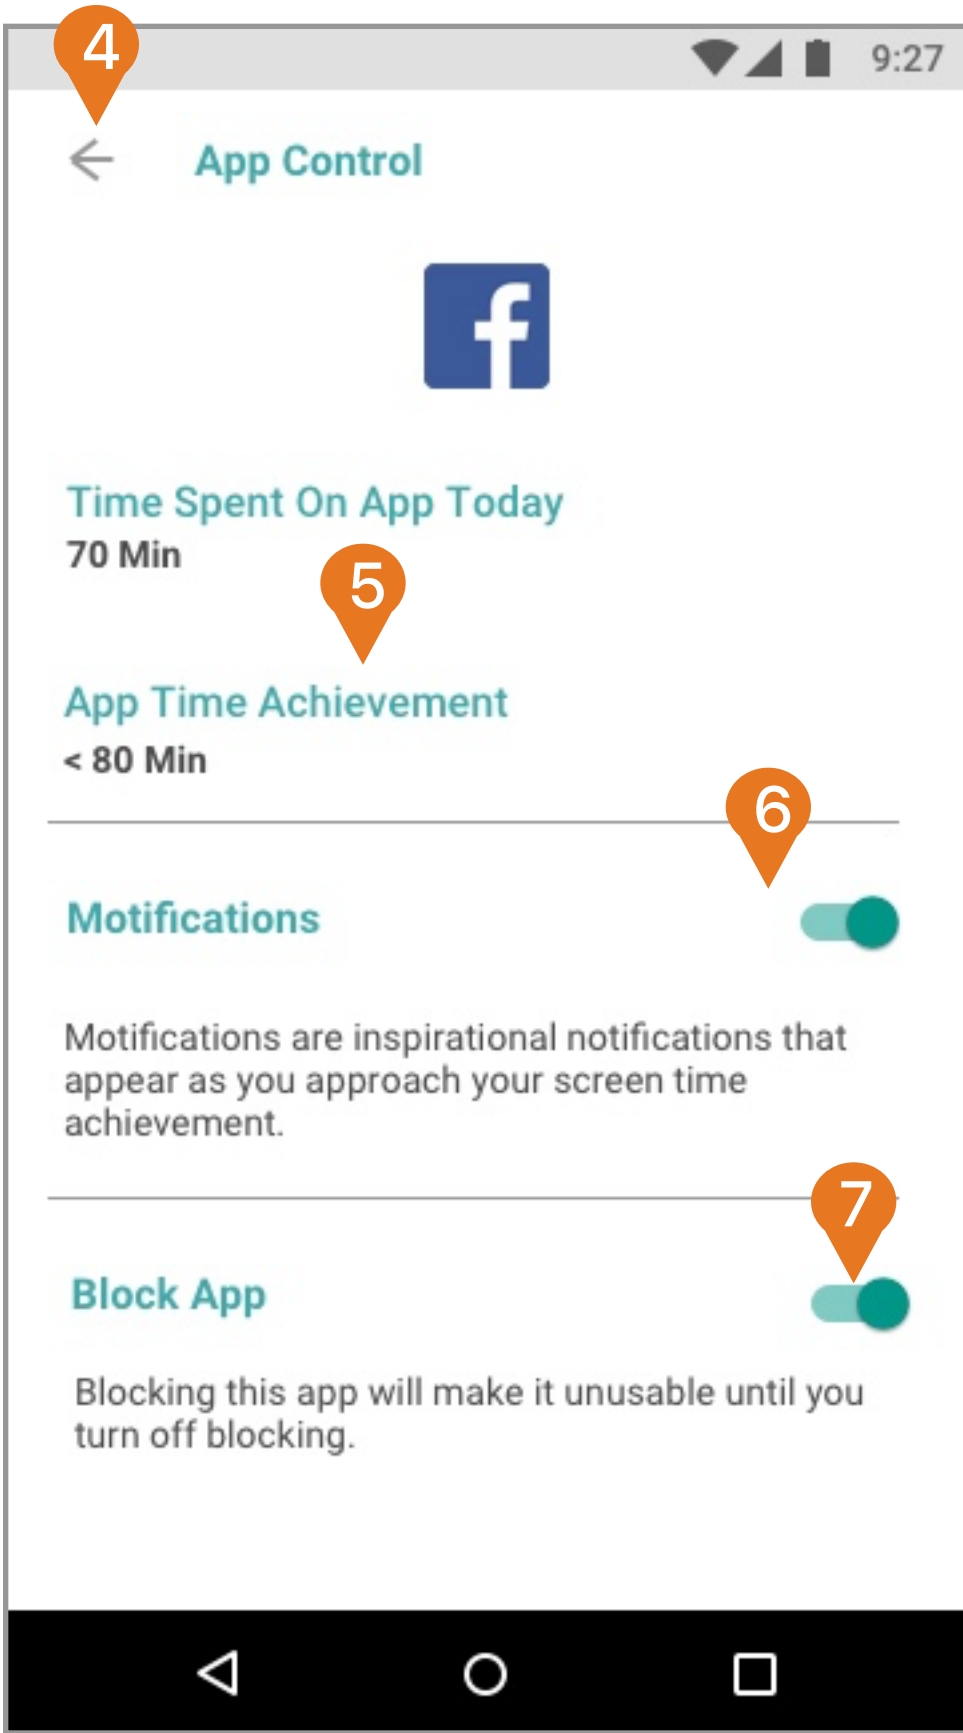 4
9:27
App Control
f
Time Spent On App Today
70 Min
5
App Time Achievement
< 80 Min
6
Motifications
Motifications are inspirational notifications that
appear as you approach your screen time
achievement.
7
Block App
Blocking this app will make it unusable until you
turn off blocking.